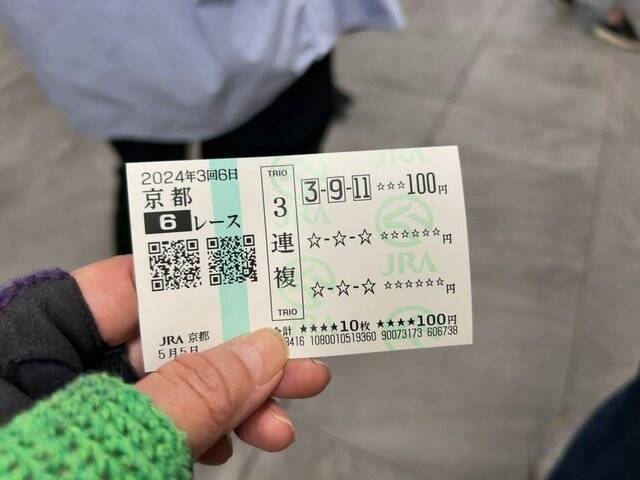 2024年3回6日
京都
6 レース
JRA 京都
5月5日
TRIO
3連複
TRIO
3-9-11 ☆☆☆100円
☆-☆-☆ ☆☆☆☆☆☆円
☆-☆-☆ ☆☆☆☆☆☆円
合計 ★★★★10枚 ★★★★100円
3416 1080010519360 90073173 606738
JRA
JRA